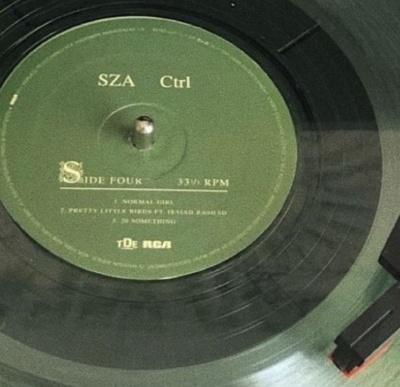 SZA Ctrl
SIDE FOUR 33⅓ RPM
1. NORMAL GIRL
2. PRETTY LITTLE BIRDS FT. ISAIAH RASHAD
3. 20 SOMETHING
TDE RCA